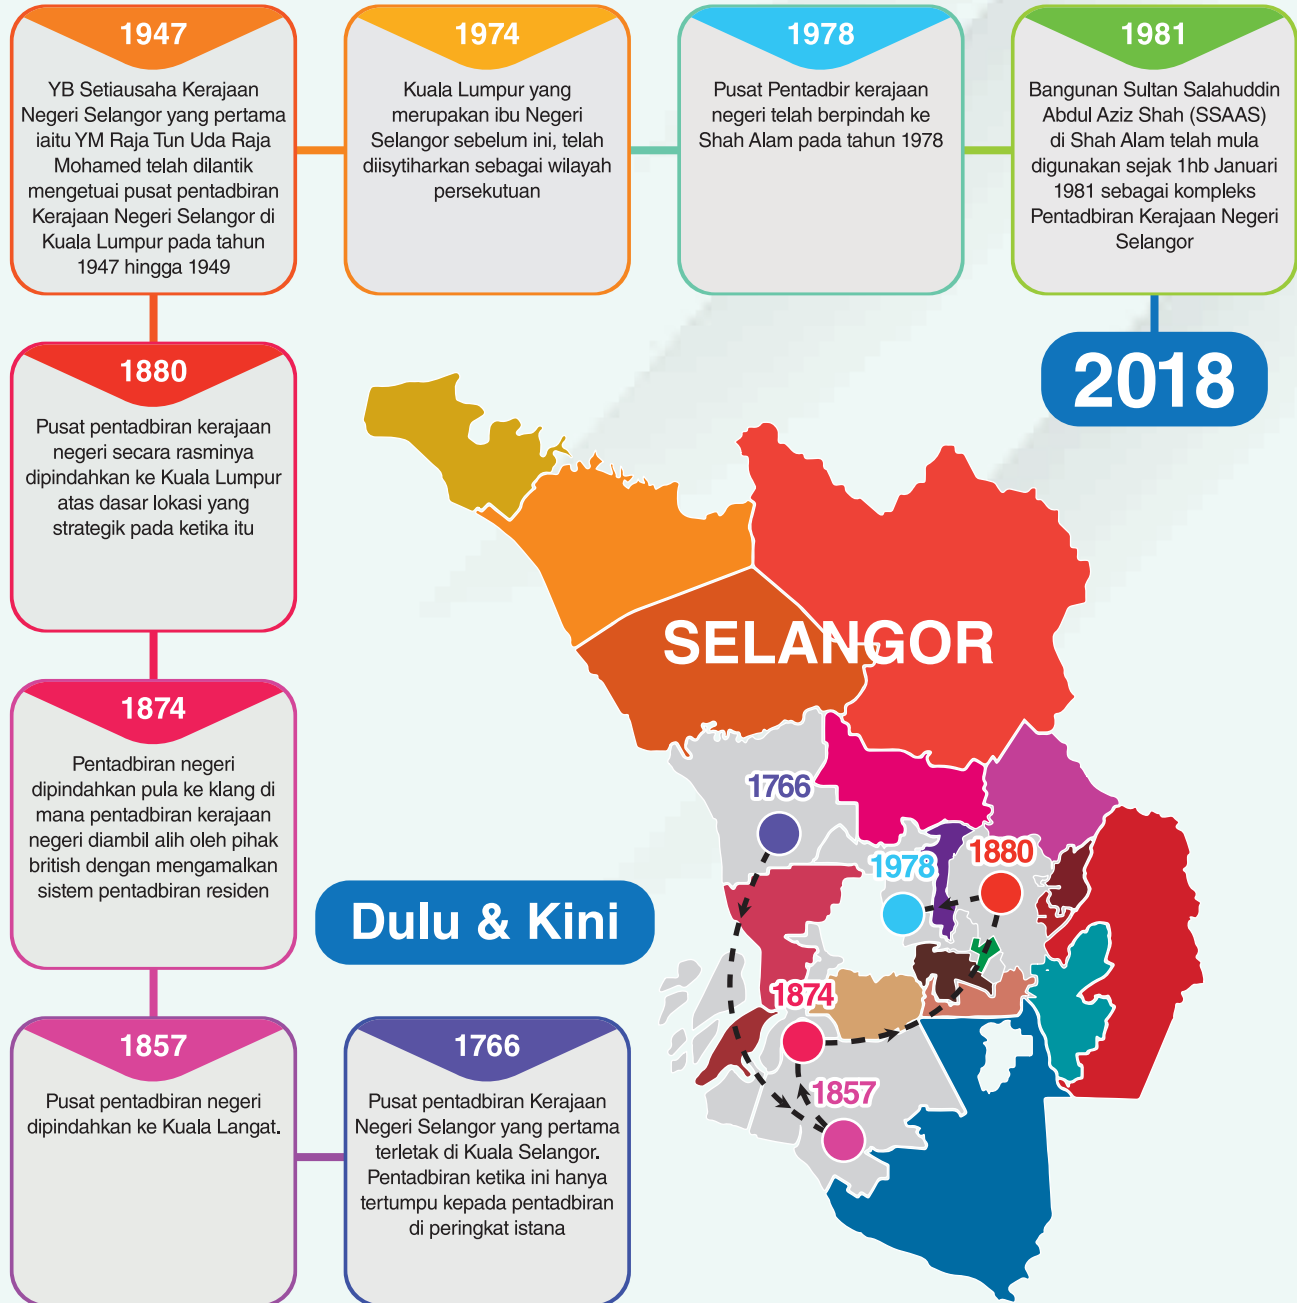 1947
YB Setiausaha Kerajaan
Negeri Selangor yang pertama
iaitu YM Raja Tun Uda Raja
Mohamed telah dilantik
mengetuai pusat pentadbiran
Kerajaan Negeri Selangor di
Kuala Lumpur pada tahun
1947 hingga 1949
1974
Kuala Lumpur yang
merupakan ibu Negeri
Selangor sebelum ini, telah
diisytiharkan sebagai wilayah
persekutuan
1978
Pusat Pentadbir kerajaan
negeri telah berpindah ke
Shah Alam pada tahun 1978
1981
Bangunan Sultan Salahuddin
Abdul Aziz Shah (SSAAS)
di Shah Alam telah mula
digunakan sejak 1hb Januari
1981 sebagai kompleks
Pentadbiran Kerajaan Negeri
Selangor
2018
1880
Pusat pentadbiran kerajaan
negeri secara rasminya
dipindahkan ke Kuala Lumpur
atas dasar lokasi yang
strategik pada ketika itu
1874
Pentadbiran negeri
dipindahkan pula ke klang di
mana pentadbiran kerajaan
negeri diambil alih oleh pihak
british dengan mengamalkan
sistem pentadbiran residen
1857
Pusat pentadbiran negeri
dipindahkan ke Kuala Langat.
1766
Pusat pentadbiran Kerajaan
Negeri Selangor yang pertama
terletak di Kuala Selangor.
Pentadbiran ketika ini hanya
tertumpu kepada pentadbiran
di peringkat istana
Dulu & Kini
SELANGOR
1766
1978
1880
1874
1857